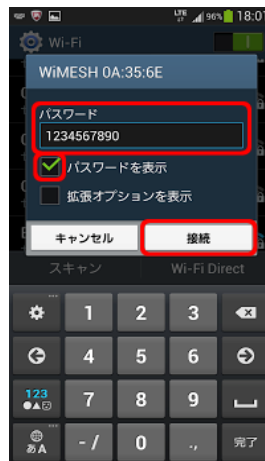 LTE 96% 18:01
Wi-Fi
WiMESH 0A:35:6E
パスワード
1234567890
パスワードを表示
拡張オプションを表示
キャンセル 接続
スキャン Wi-Fi Direct
1 2 3
4 5 6
123 7 8 9
あA - / 0 ., 完了